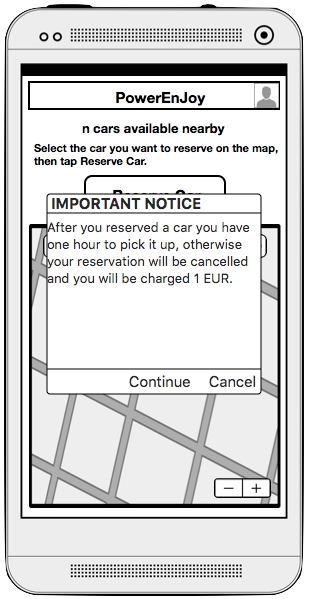 PowerEnJoy
n cars available nearby
Select the car you want to reserve on the map,
then tap Reserve Car.
Reserve Car
IMPORTANT NOTICE
After you reserved a car you have
one hour to pick it up, otherwise
your reservation will be cancelled
and you will be charged 1 EUR.
Continue Cancel
− +